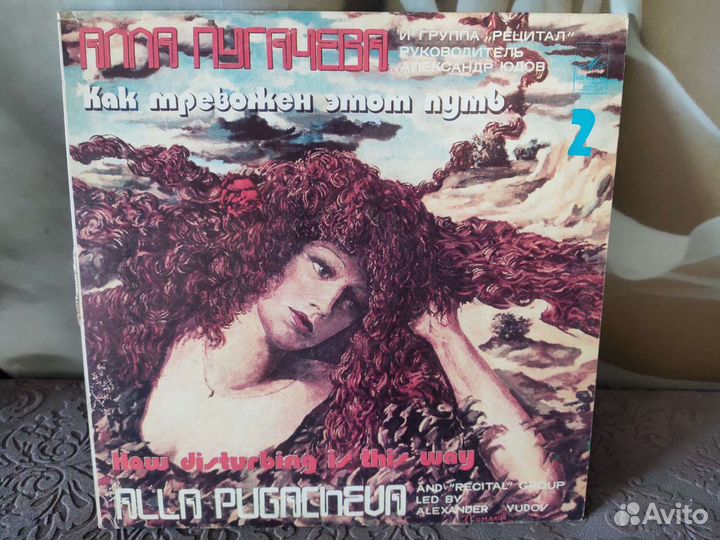 АЛЛА ПУГАЧЕВА
И ГРУППА „РЕЦИТАЛ"
РУКОВОДИТЕЛЬ
АЛЕКСАНДР ЮДОВ
Как тревожен этот путь
2
How disturbing is this way
ALLA PUGACHEVA
AND "RECITAL" GROUP
LED BY
ALEXANDER YUDOV
Avito